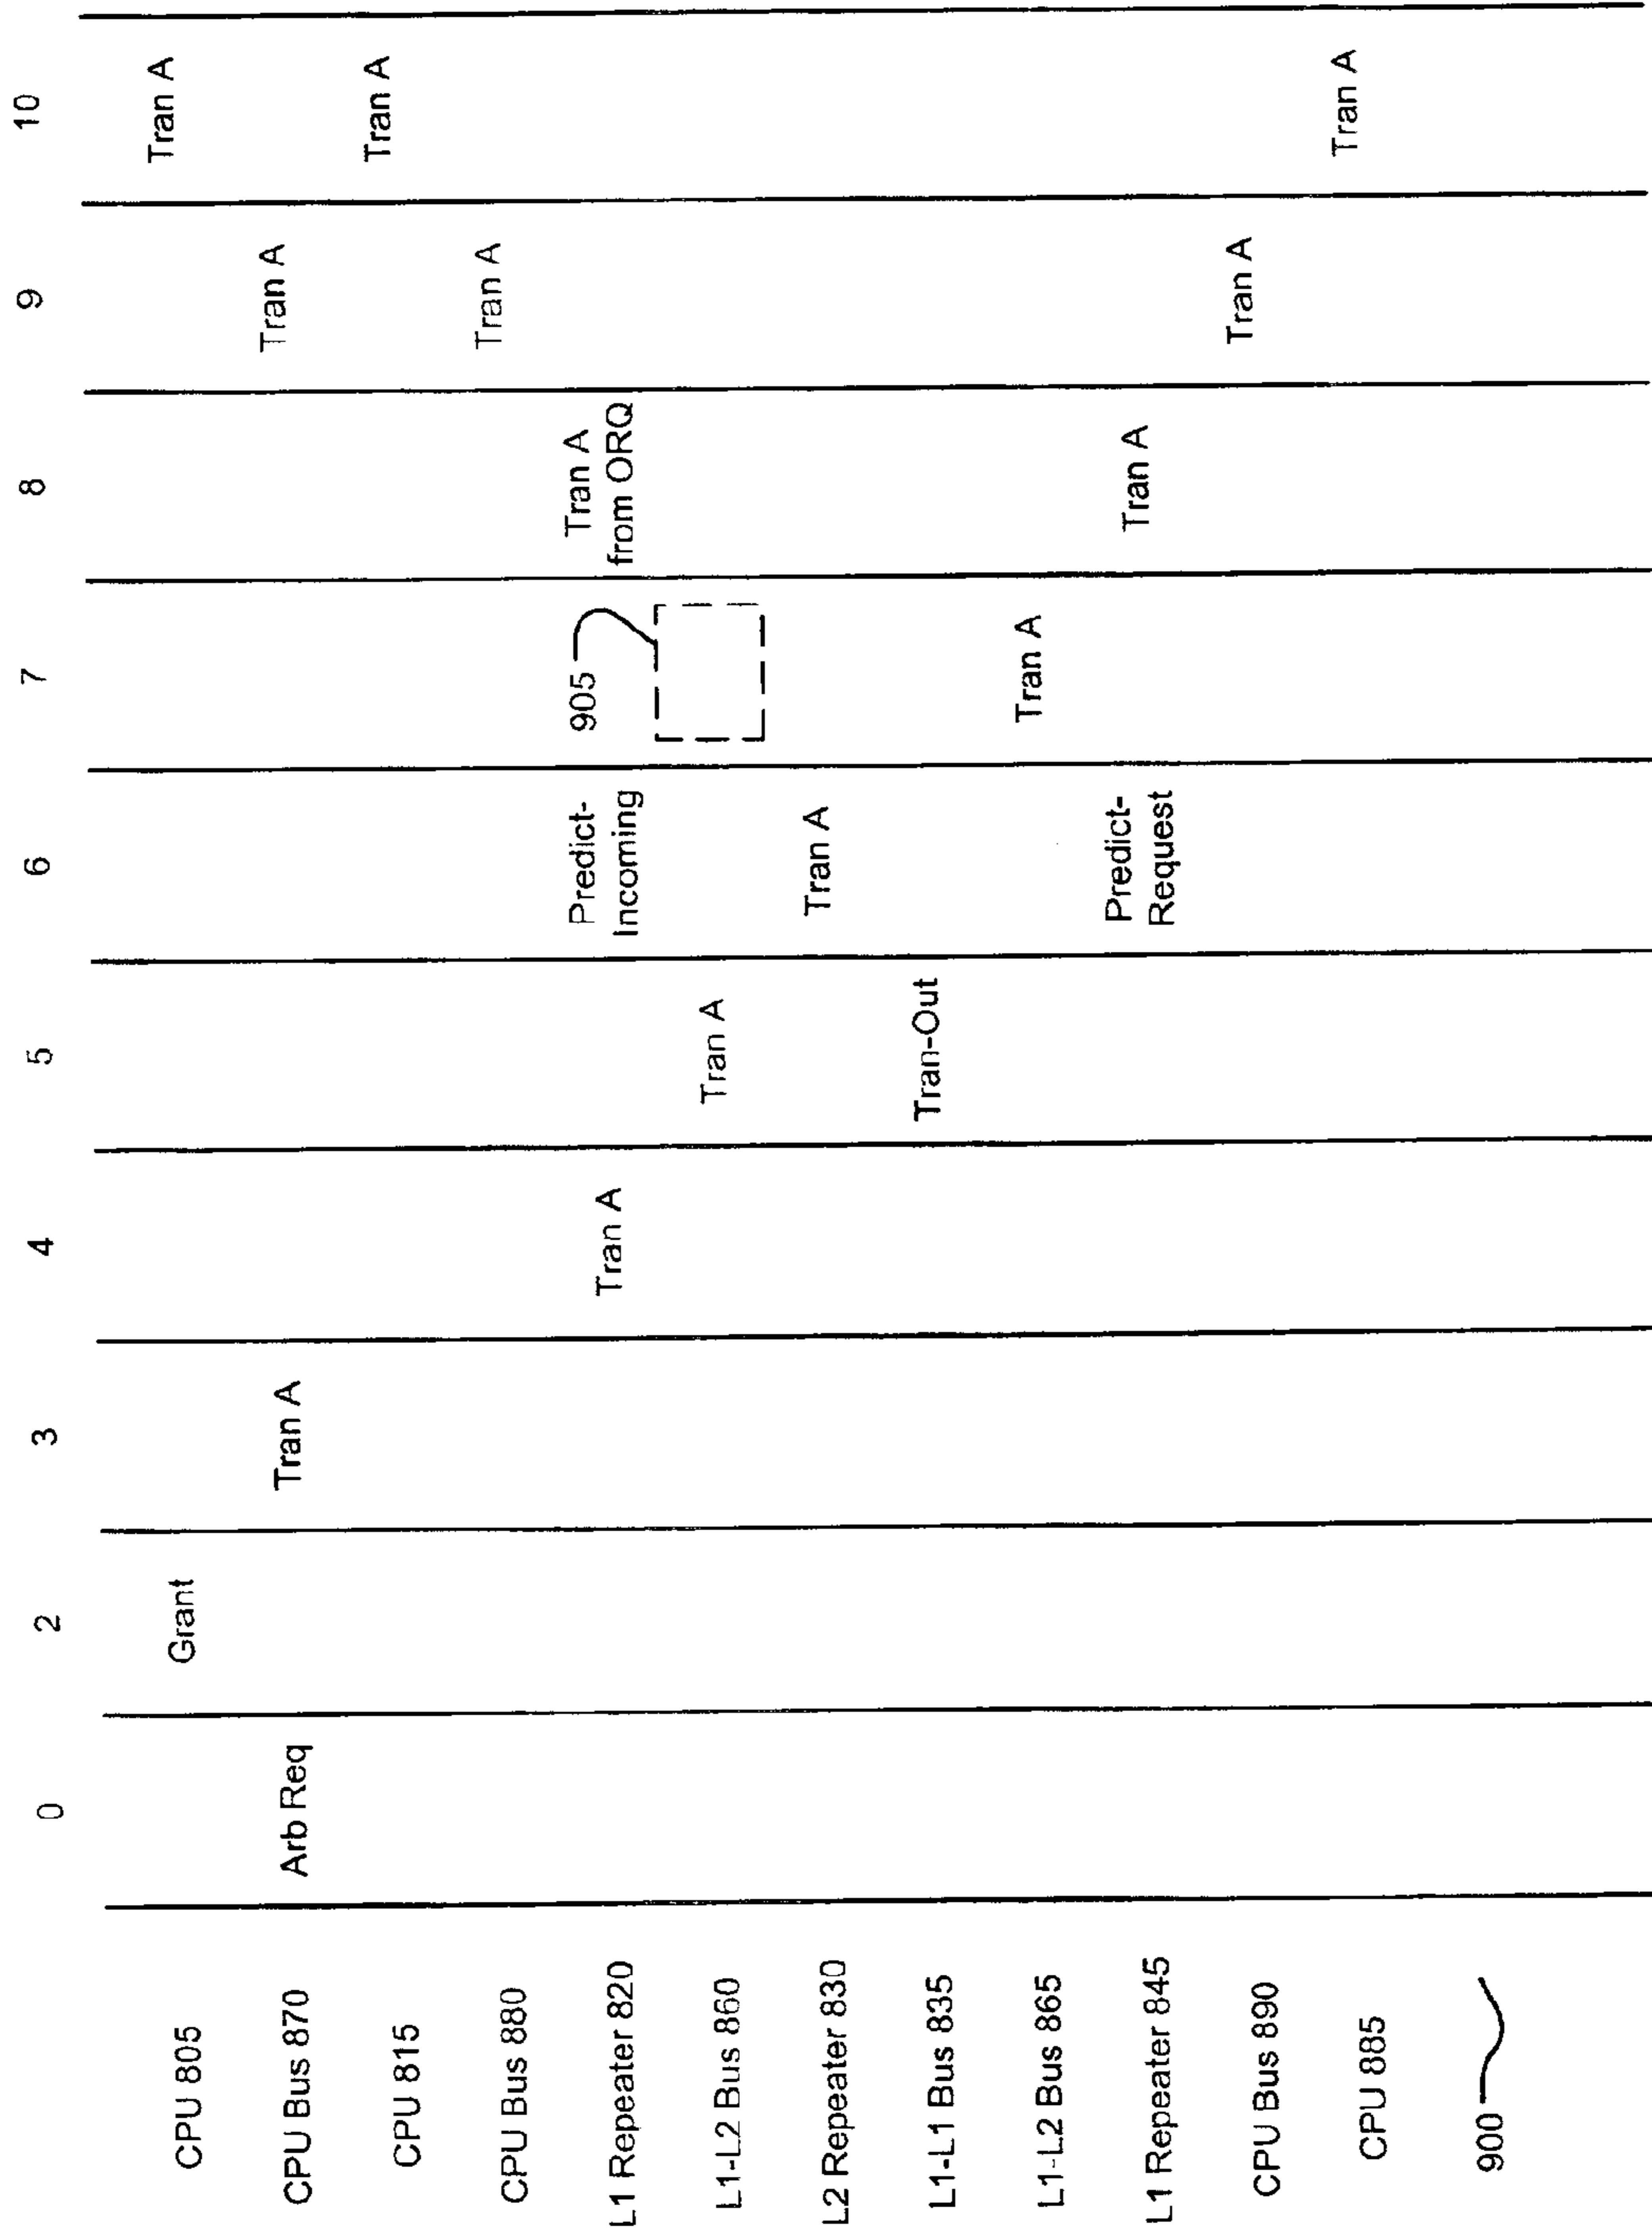 0 2 3 4 5 6 7 8 9 10
CPU 805 Grant Tran A
CPU Bus 870 Arb Req Tran A Tran A
CPU 815 Tran A
CPU Bus 880 Tran A
L1 Repeater 820 Tran A Predict- 905 Tran A
Incoming from ORQ
L1-L2 Bus 860 Tran A
L2 Repeater 830 Tran A
L1-L1 Bus 835 Tran-Out
L1-L2 Bus 865 Tran A
L1 Repeater 845 Predict- Tran A
Request
CPU Bus 890 Tran A
CPU 885 Tran A
900